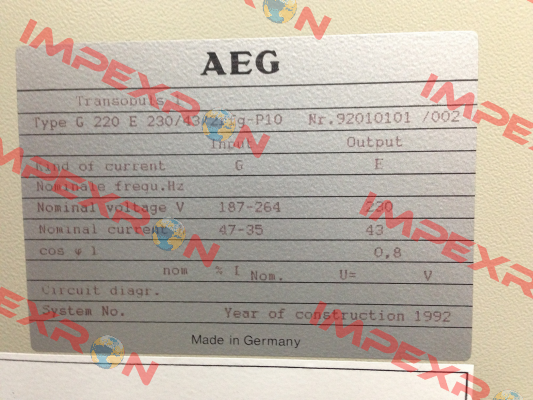 AEG
Type G 220 E 230/43/2 fg-P10 Nr.92010101 /002
Input Output
Kind of current G E
Nominale frequ.Hz
Nominal voltage V 187-264 230
Nominal current 47-35 43
cos φ 1 0,8
nom % I Nom. U= V
Circuit diagr.
System No. Year of construction 1992
Made in Germany
IMPEXRON
IMPEXRON
IMPEXRON
IMPEXRON
IMPEXRON
IMPEXRON
IMPEXRON